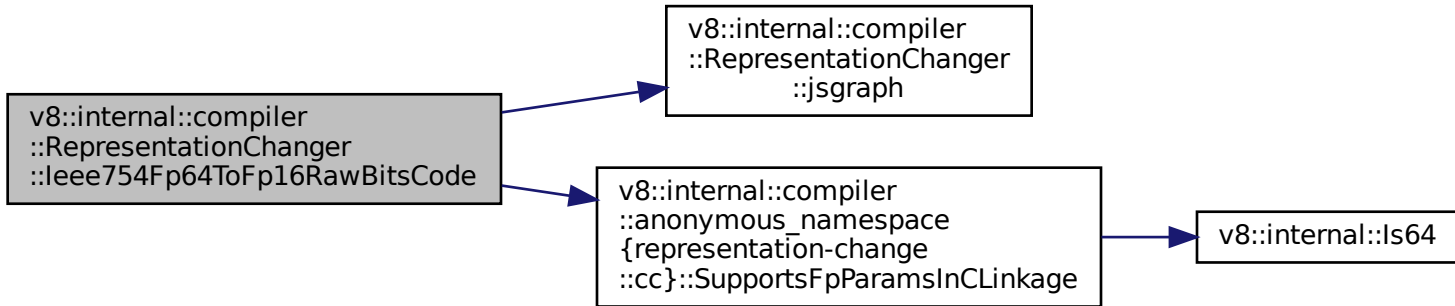 v8::internal::compiler
::RepresentationChanger
::Ieee754Fp64ToFp16RawBitsCode
v8::internal::compiler
::RepresentationChanger
::jsgraph
v8::internal::compiler
::anonymous_namespace
{representation-change
::cc}::SupportsFpParamsInCLinkage
v8::internal::Is64